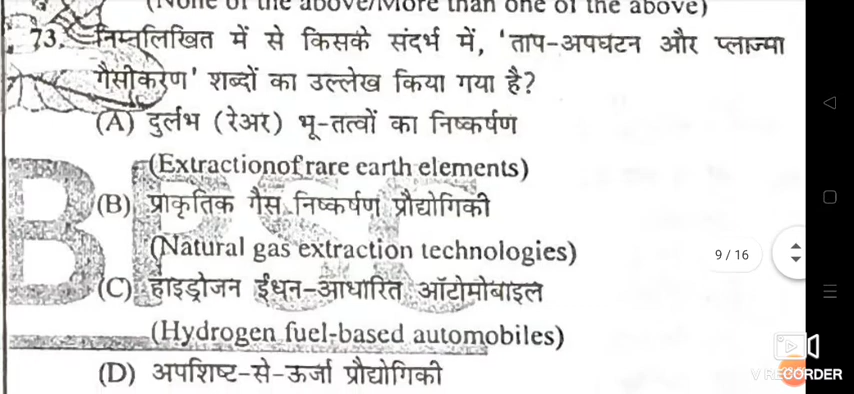 (None of the above/More than one of the above)
73. निम्नलिखित में से किसके संदर्भ में, 'ताप-अपघटन और प्लाज्मा
गैसीकरण' शब्दों का उल्लेख किया गया है?
(A) दुर्लभ (रेअर) भू-तत्वों का निष्कर्षण
(Extractionof rare earth elements)
(B) प्राकृतिक गैस निष्कर्षण प्रौद्योगिकी
(Natural gas extraction technologies)
9 / 16
(C) हाइड्रोजन ईंधन-आधारित ऑटोमोबाइल
(Hydrogen fuel-based automobiles)
(D) अपशिष्ट-से-ऊर्जा प्रौद्योगिकी
BPSC
V RECORDER